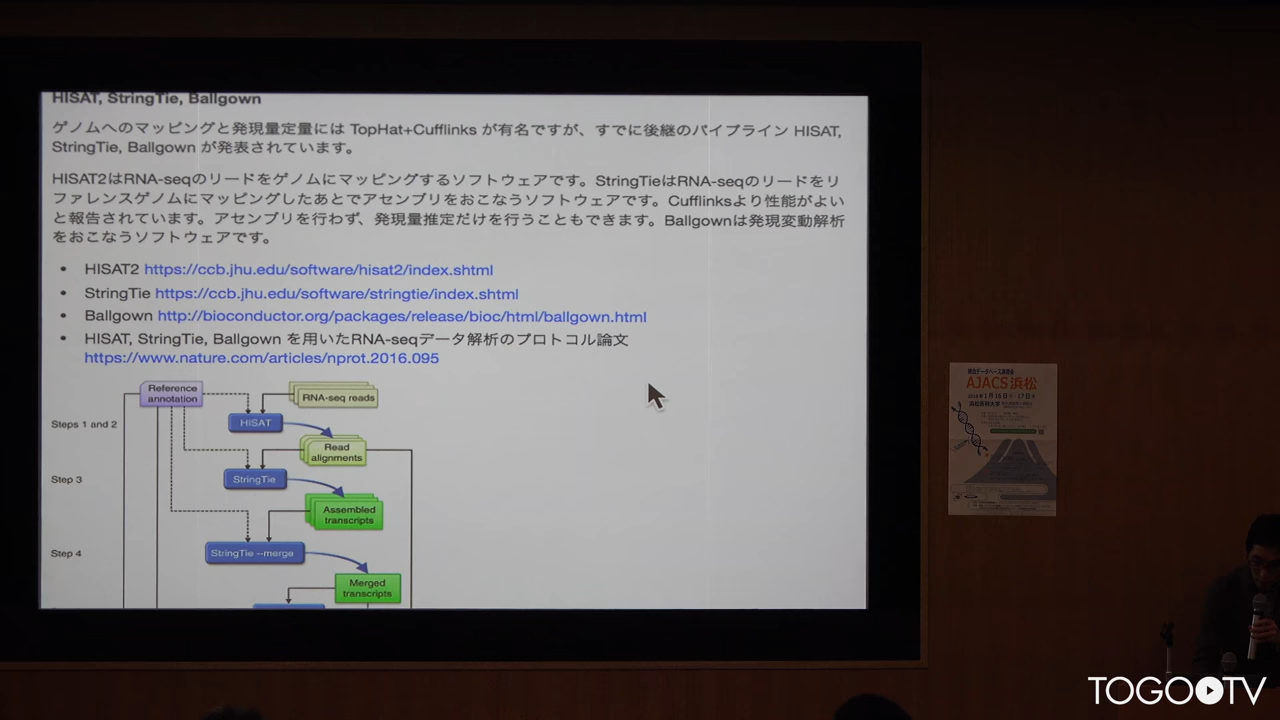 HISAT, StringTie, Ballgown
ゲノムへのマッピングと発現量定量には TopHat+Cufflinks が有名ですが、すでに後継のパイプライン HISAT,
StringTie, Ballgown が発表されています。
HISAT2はRNA-seqのリードをゲノムにマッピングするソフトウェアです。StringTieはRNA-seqのリードをリ
ファレンスゲノムにマッピングしたあとでアセンブリをおこなうソフトウェアです。Cufflinksより性能がよい
と報告されています。アセンブリを行わず、発現量推定だけを行うこともできます。Ballgownは発現変動解析
をおこなうソフトウェアです。
• HISAT2 https://ccb.jhu.edu/software/hisat2/index.shtml
• StringTie https://ccb.jhu.edu/software/stringtie/index.shtml
• Ballgown http://bioconductor.org/packages/release/bioc/html/ballgown.html
• HISAT, StringTie, Ballgown を用いたRNA-seqデータ解析のプロトコル論文
https://www.nature.com/articles/nprot.2016.095
Reference
annotation
RNA-seq reads
Steps 1 and 2
HISAT
Read
alignments
Step 3
StringTie
Assembled
transcripts
Step 4
StringTie --merge
Merged
transcripts
AJACS浜松
TOGOTV